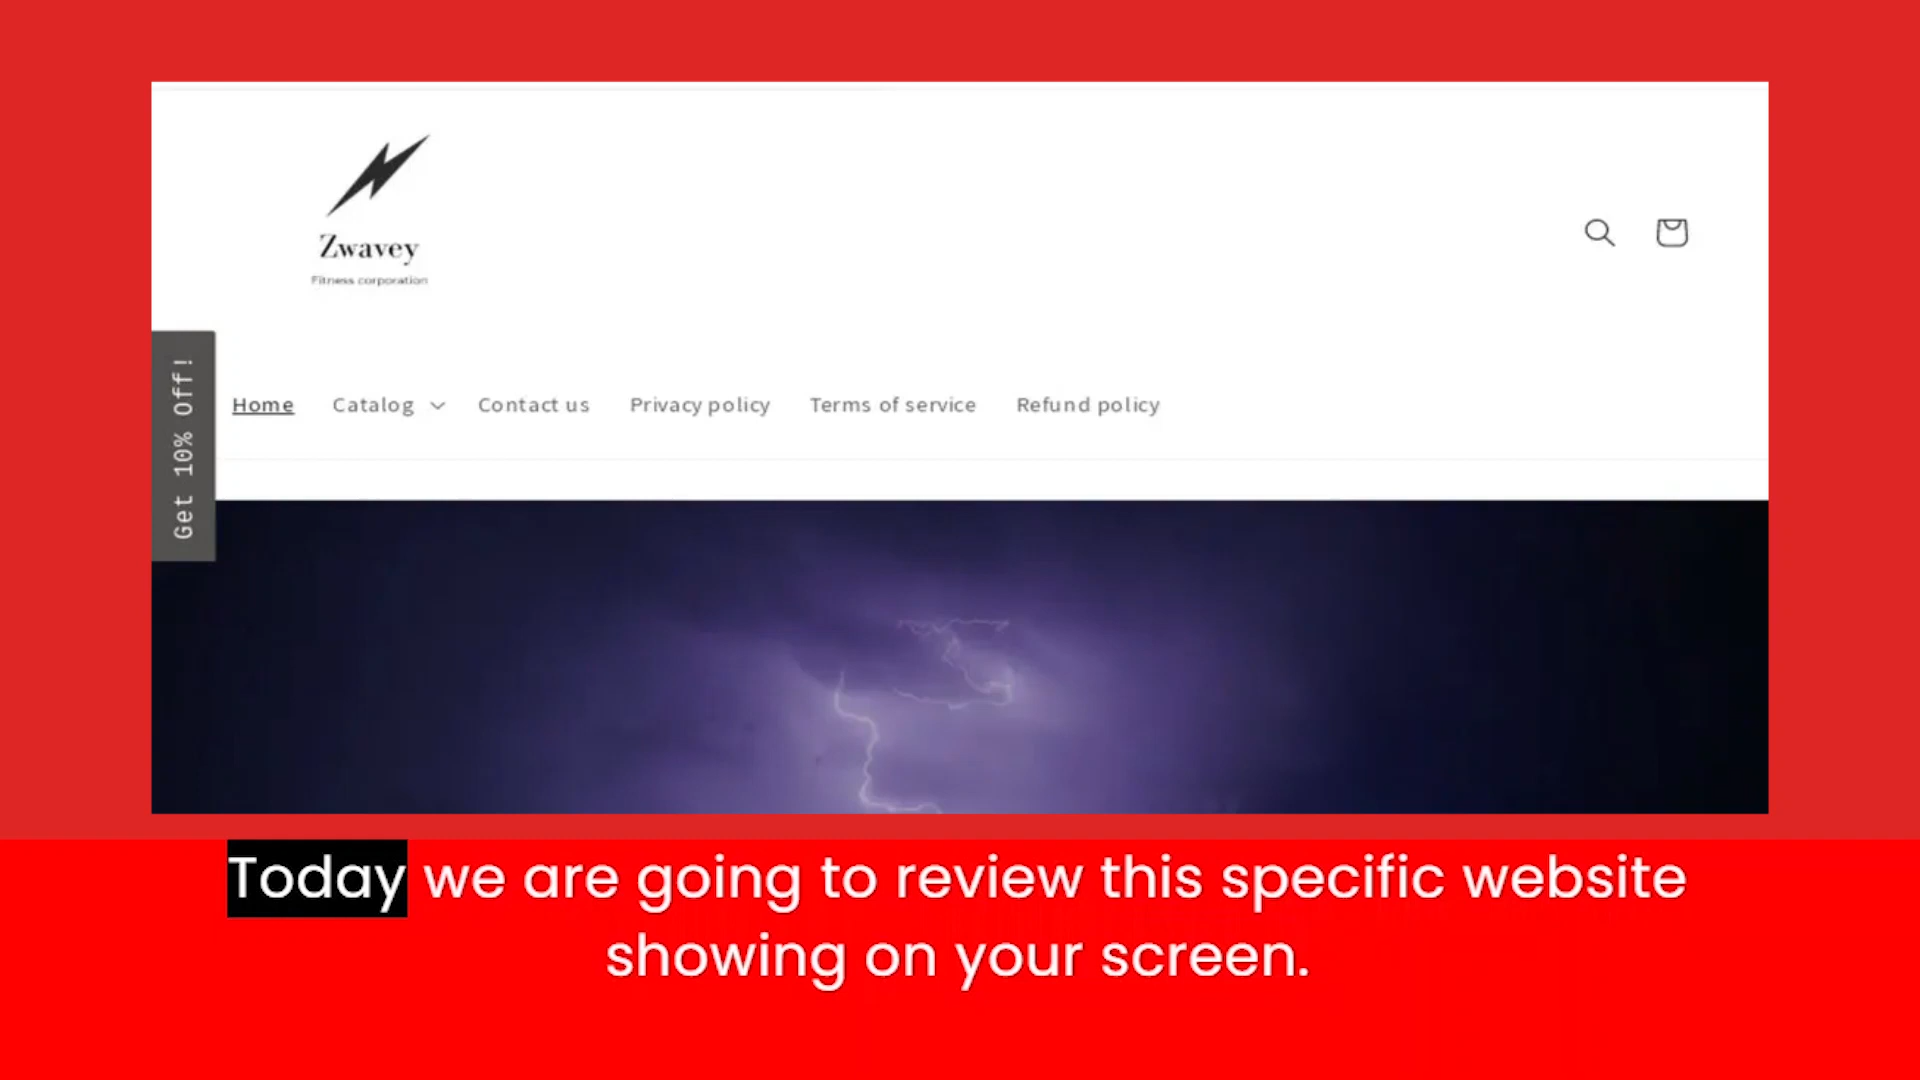 Zwavey
Fitness corporation
Get 10% Off!
Home Catalog Contact us Privacy policy Terms of service Refund policy
Today we are going to review this specific website
showing on your screen.